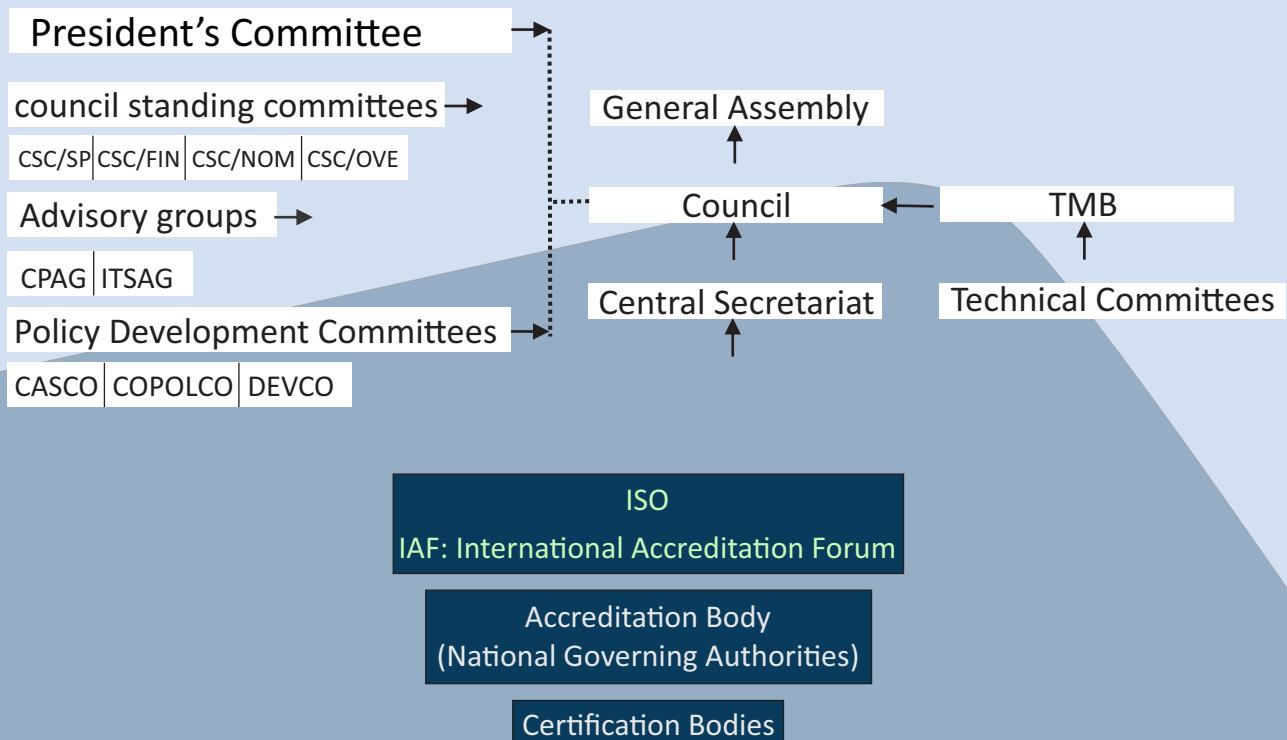 President's Committee
council standing committees
CSC/SP CSC/FIN CSC/NOM CSC/OVE
Advisory groups
CPAG ITSAG
Policy Development Committees
CASCO COPOLCO DEVCO
General Assembly
Council
TMB
Central Secretariat
Technical Committees
ISO
IAF: International Accreditation Forum
Accreditation Body
(National Governing Authorities)
Certification Bodies